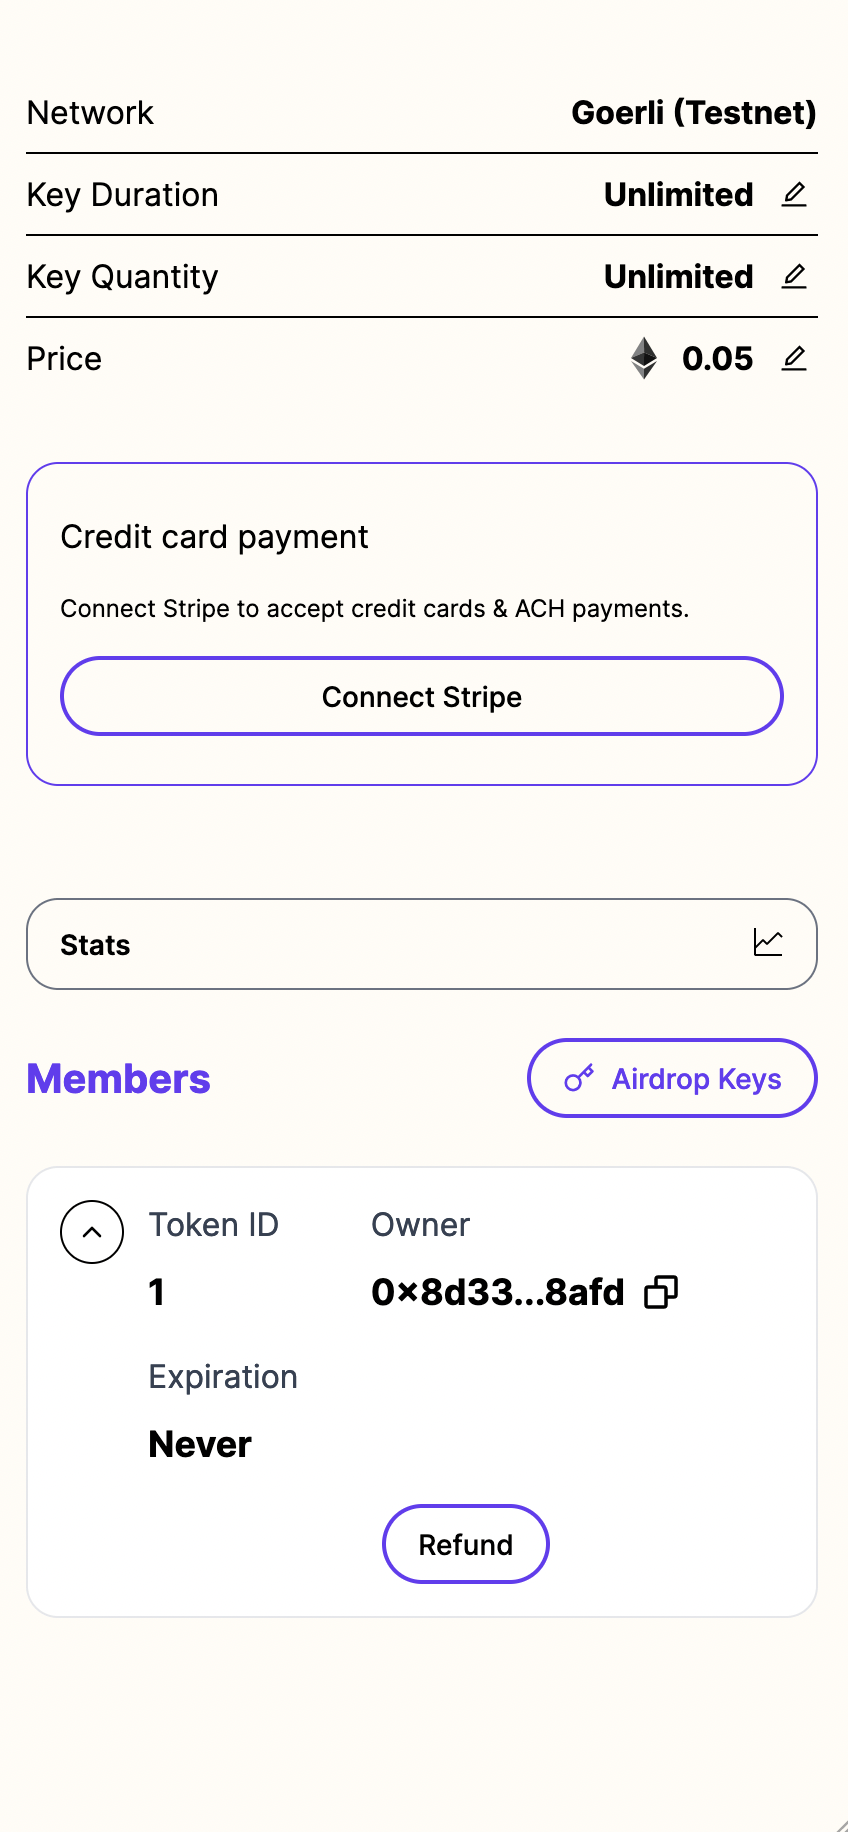 Network Goerli (Testnet)
Key Duration Unlimited
Key Quantity Unlimited
Price 0.05
Credit card payment
Connect Stripe to accept credit cards & ACH payments.
Connect Stripe
Stats
Members Airdrop Keys
Token ID Owner
1 0x8d33...8afd
Expiration
Never
Refund